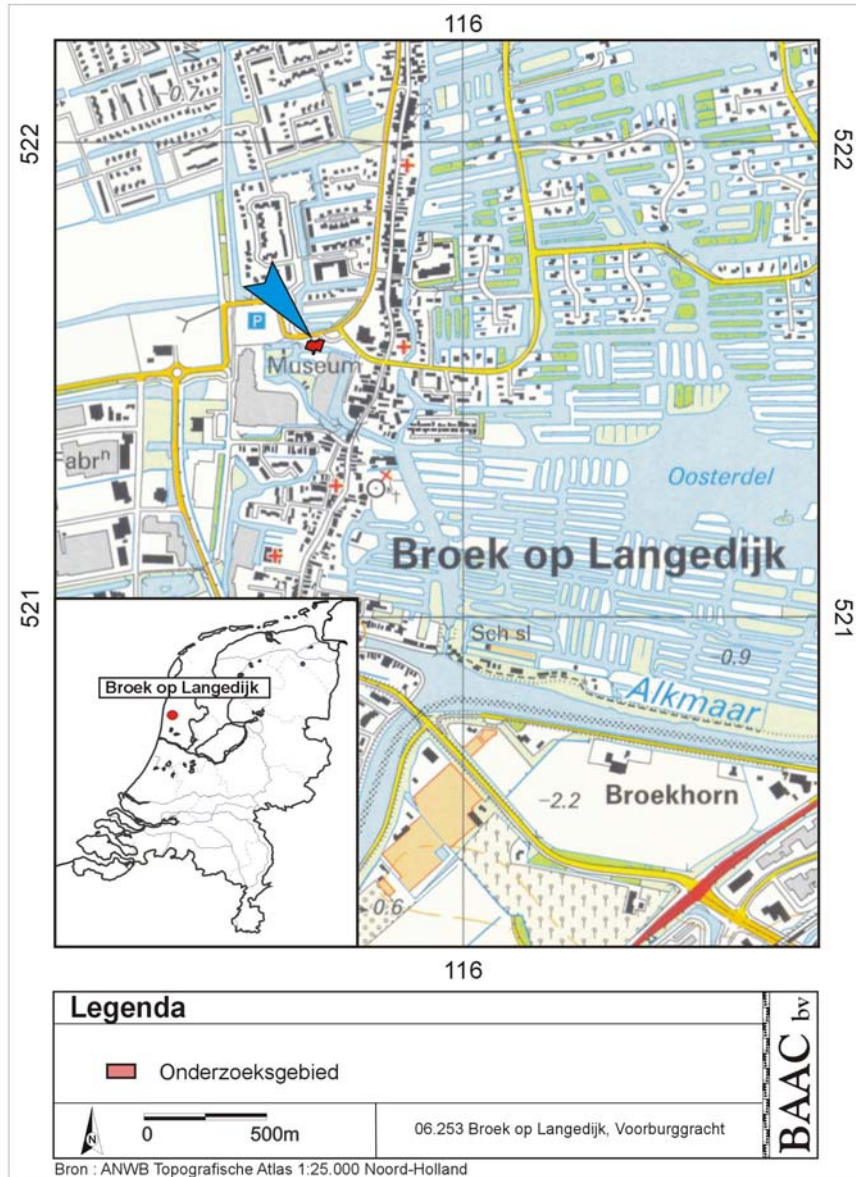 116
522
522
-0.7
P
Museum
abrⁿ
Oosterdel
Broek op Langedijk
521
521
Sch sl
-0.9
Alkmaar
Broek op Langedijk
-2.2
Broekhorn
0.6
116
Legenda
Onderzoeksgebied
BAAC bv
N
0 500m
06.253 Broek op Langedijk, Voorburggracht
Bron : ANWB Topografische Atlas 1:25.000 Noord-Holland